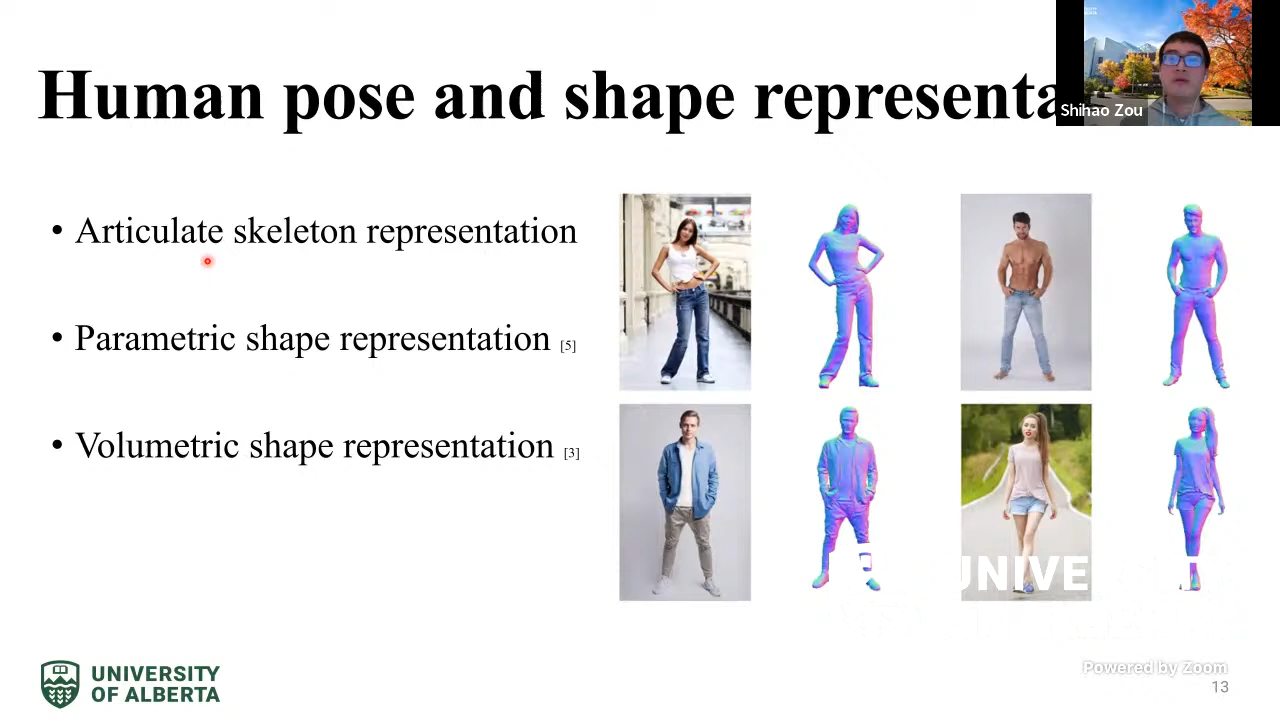 Human pose and shape representa
Shihao Zou
• Articulate skeleton representation
• Parametric shape representation [5]
• Volumetric shape representation [3]
UNIVE
UNIVERSITY
OF ALBERTA
Powered by Zoom
13